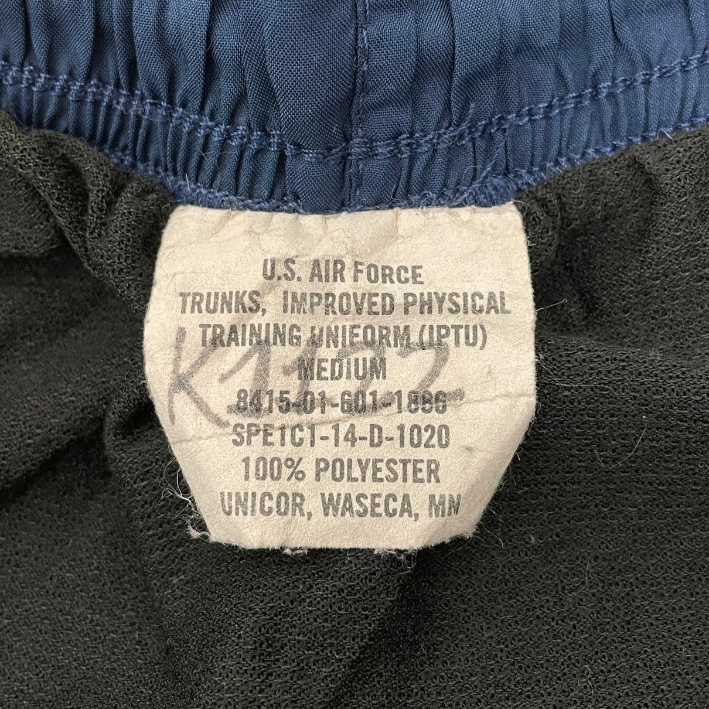 U.S. AIR FORCE
TRUNKS, IMPROVED PHYSICAL
TRAINING UNIFORM (IPTU)
MEDIUM
8415-01-601-1896
SPE1C1-14-D-1020
100% POLYESTER
UNICOR, WASECA, MN